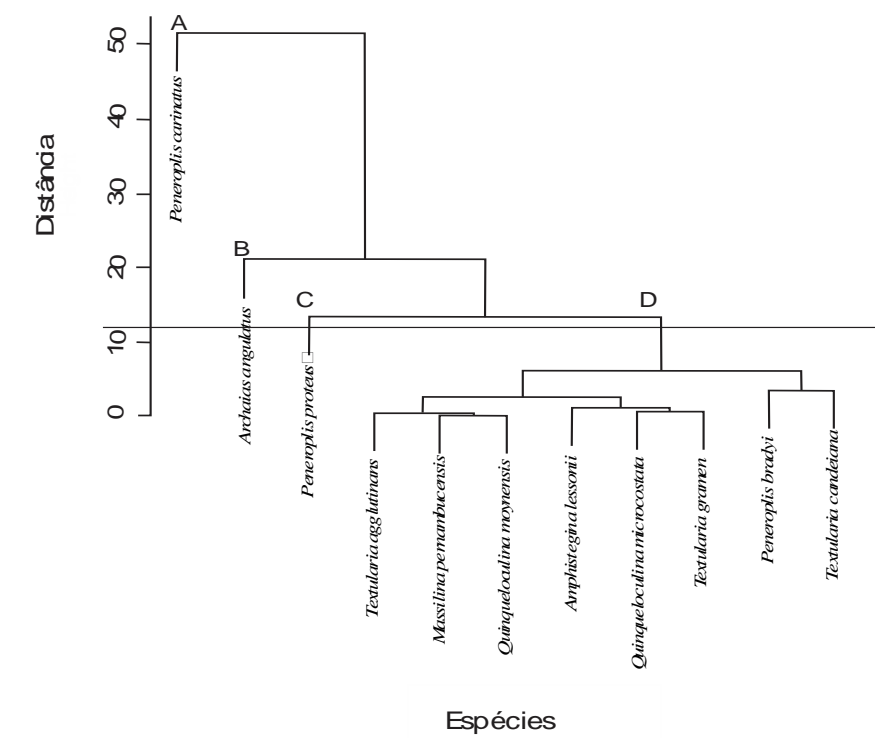 Distância
50
40
30
20
10
0
A
B
C
D
Peneroplis carinatus
Archaias angulatus
Peneroplis proteus
Textularia agglutinans
Massilina pernambucensis
Quinqueloculina moynensis
Amphistegina lessonii
Quinqueloculina microcostata
Textularia gramen
Peneroplis bradyi
Textularia candeiana
Espécies